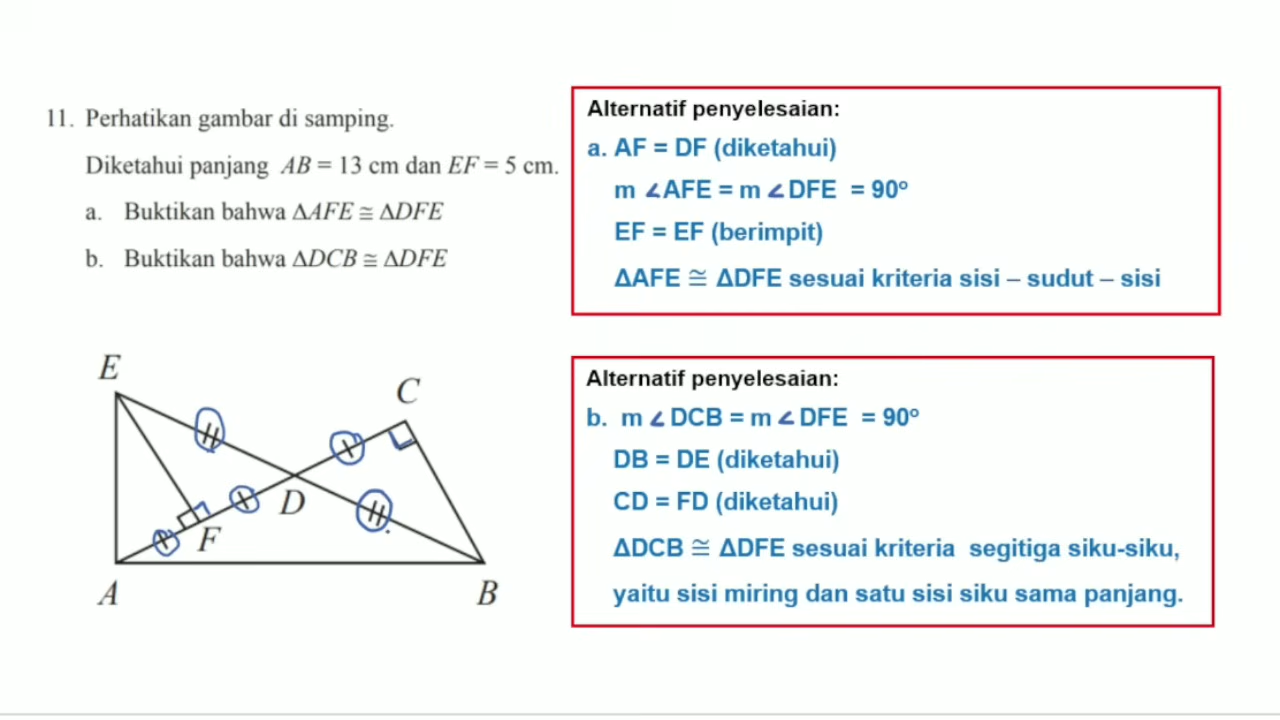 11. Perhatikan gambar di samping.
Diketahui panjang AB = 13 cm dan EF = 5 cm.
a. Buktikan bahwa ΔAFE ≅ ΔDFE
b. Buktikan bahwa ΔDCB ≅ ΔDFE
E
C
D
F
A
B
Alternatif penyelesaian:
a. AF = DF (diketahui)
m ∠AFE = m ∠DFE = 90°
EF = EF (berimpit)
ΔAFE ≅ ΔDFE sesuai kriteria sisi – sudut – sisi
Alternatif penyelesaian:
b. m ∠DCB = m ∠DFE = 90°
DB = DE (diketahui)
CD = FD (diketahui)
ΔDCB ≅ ΔDFE sesuai kriteria segitiga siku-siku,
yaitu sisi miring dan satu sisi siku sama panjang.